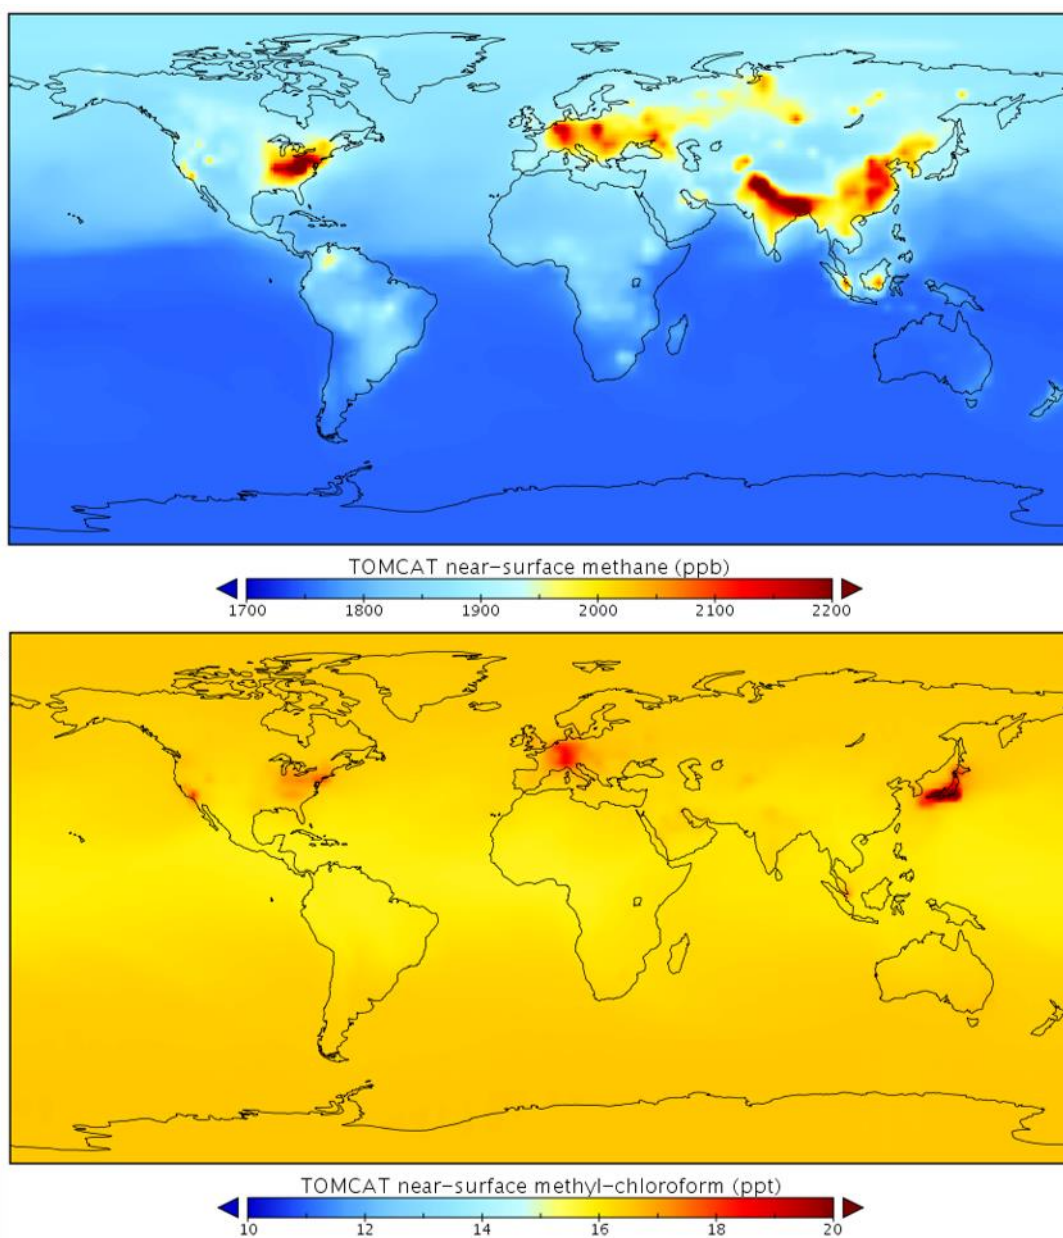 TOMCAT near-surface methane (ppb)
1700 1800 1900 2000 2100 2200
TOMCAT near-surface methyl-chloroform (ppt)
10 12 14 16 18 20